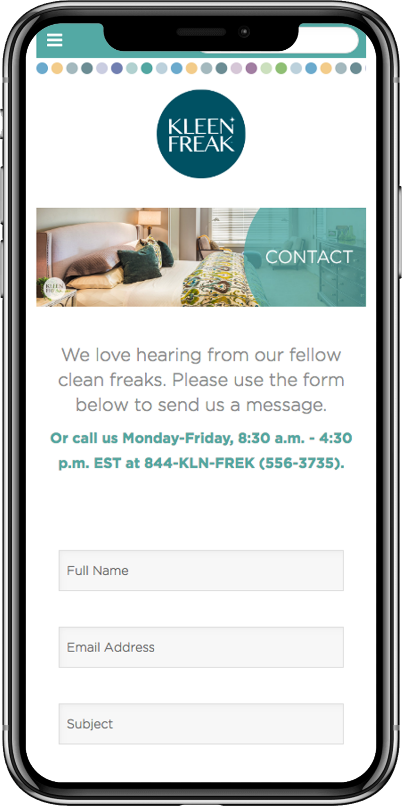 KLEEN
FREAK
CONTACT
KLEEN
FREAK
We love hearing from our fellow
clean freaks. Please use the form
below to send us a message.
Or call us Monday-Friday, 8:30 a.m. - 4:30
p.m. EST at 844-KLN-FREK (556-3735).
Full Name
Email Address
Subject